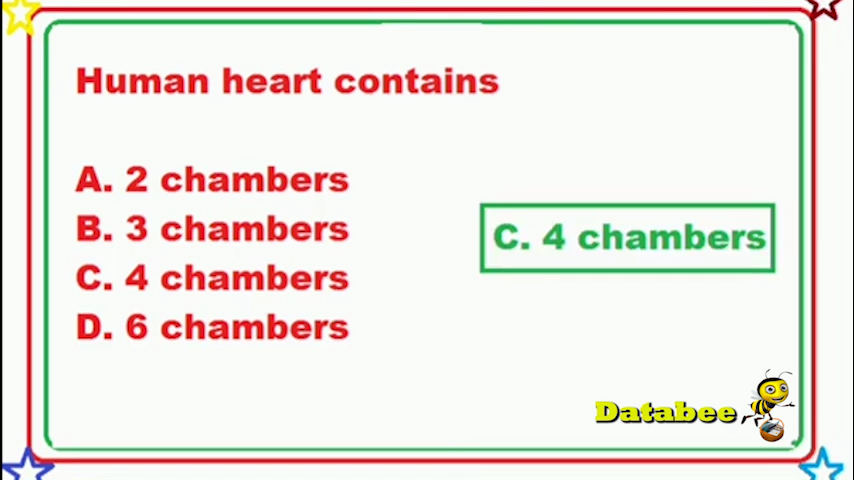 Human heart contains
A. 2 chambers
B. 3 chambers
C. 4 chambers
D. 6 chambers
C. 4 chambers
Databee